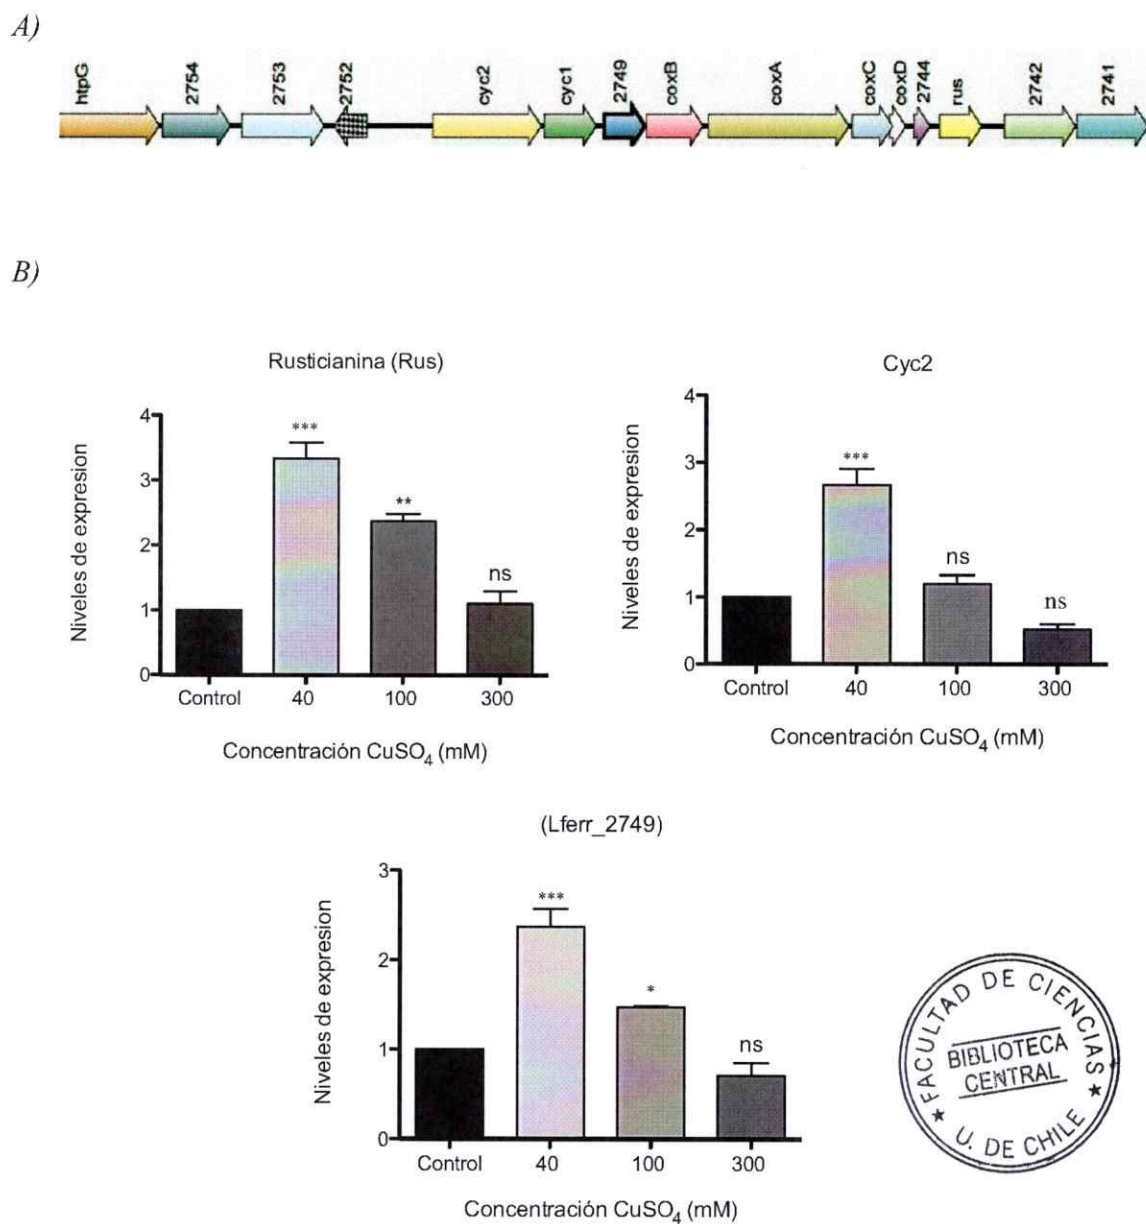 A)
htpG 2754 2753 2752 cyc2 cyc1 2749 coxB coxA coxC coxD 2744 rus 2742 2741
B)
Rusticianina (Rus)
Niveles de expresion
4
3
2
1
0
***
**
ns
Control 40 100 300
Concentración CuSO₄ (mM)
Cyc2
Niveles de expresion
4
3
2
1
0
***
ns
ns
Control 40 100 300
Concentración CuSO₄ (mM)
(Lferr_2749)
Niveles de expresion
3
2
1
0
***
*
ns
Control 40 100 300
Concentración CuSO₄ (mM)
FACULTAD DE CIENCIAS
BIBLIOTECA
CENTRAL
★ U. DE CHILE ★